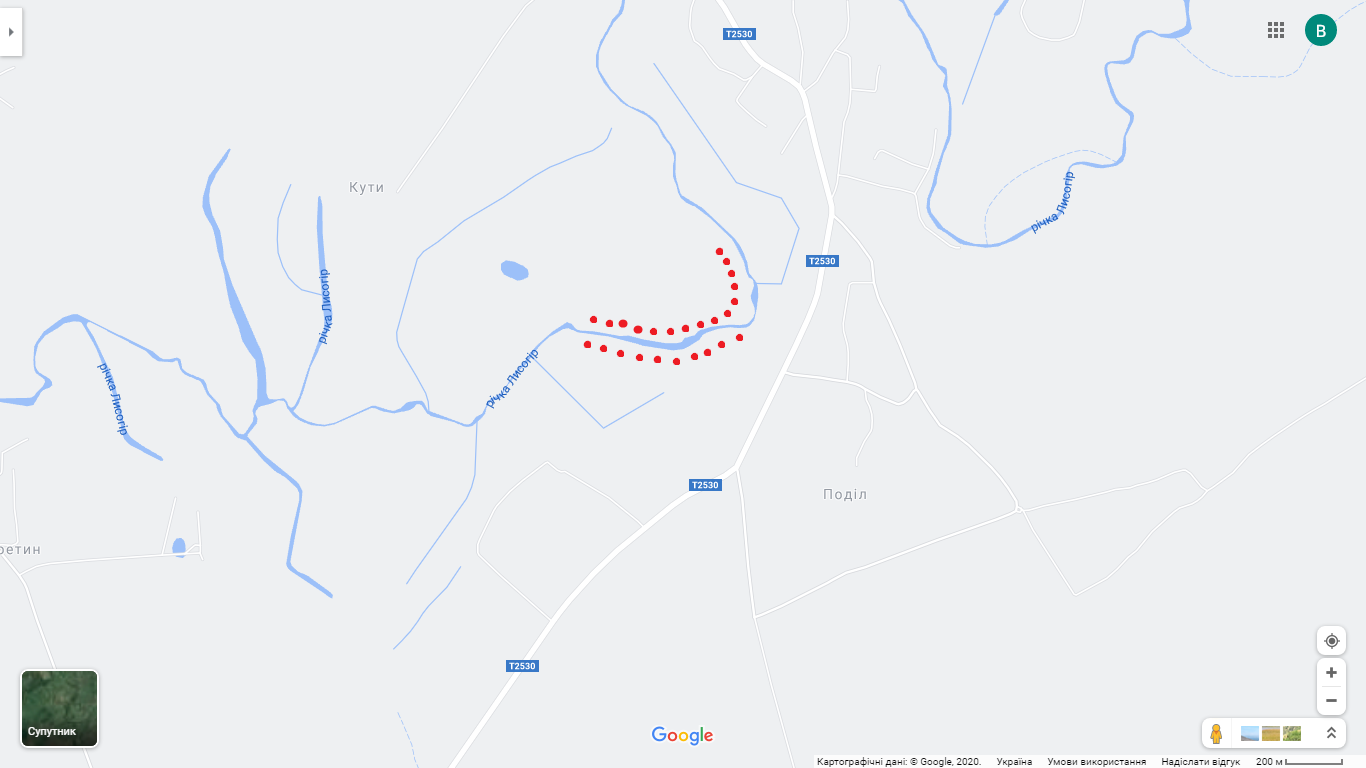 T2530
B
річка Лисогір
Кути
T2530
річка Лисогір
річка Лисогір
річка Лисогір
T2530
Поділ
ретин
T2530
Супутник
Google
Картографічні дані: © Google, 2020. Україна Умови використання Надіслати відгук 200 м